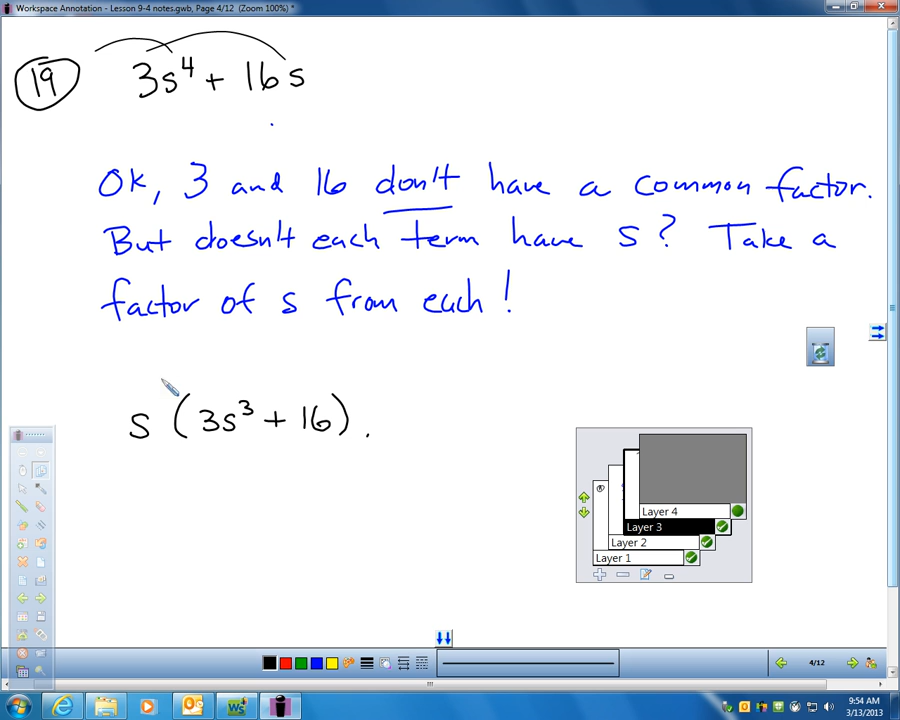 Workspace Annotation - Lesson 9-4 notes.gwb, Page 4/12 (Zoom 100%) *
19 3s⁴ + 16s
Ok, 3 and 16 don't have a common factor.
But doesn't each term have s? Take a
factor of s from each!
s (3s³ + 16).
Layer 4
Layer 3
Layer 2
Layer 1
4/12
9:54 AM
3/13/2013